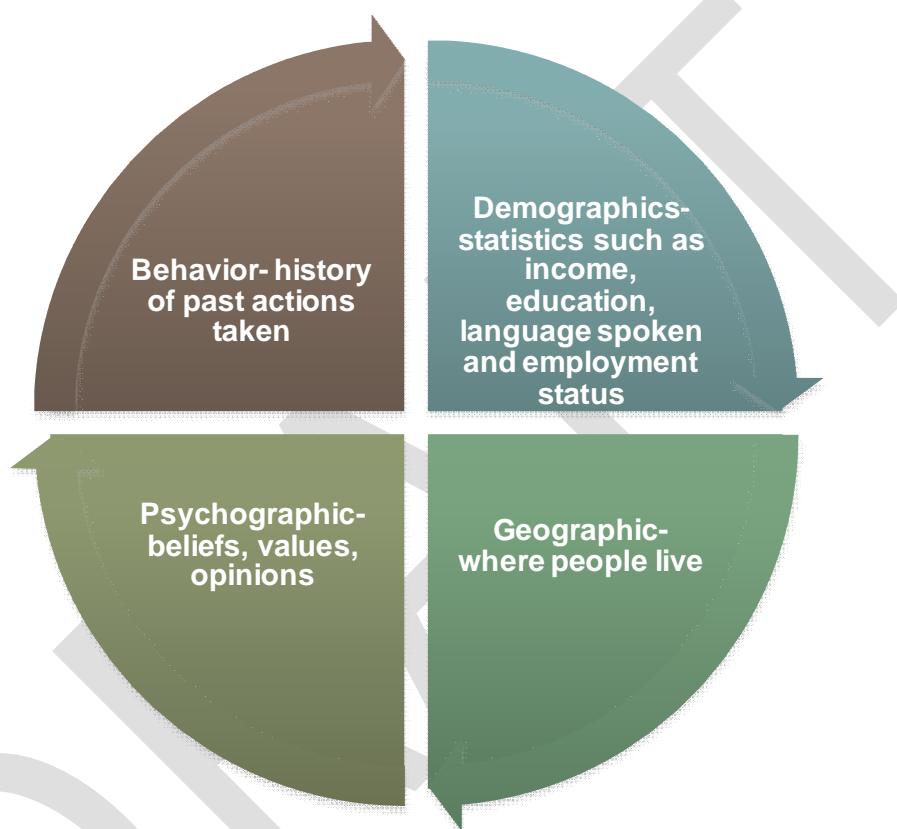 Behavior- history
of past actions
taken
Demographics-
statistics such as
income,
education,
language spoken
and employment
status
Psychographic-
beliefs, values,
opinions
Geographic-
where people live